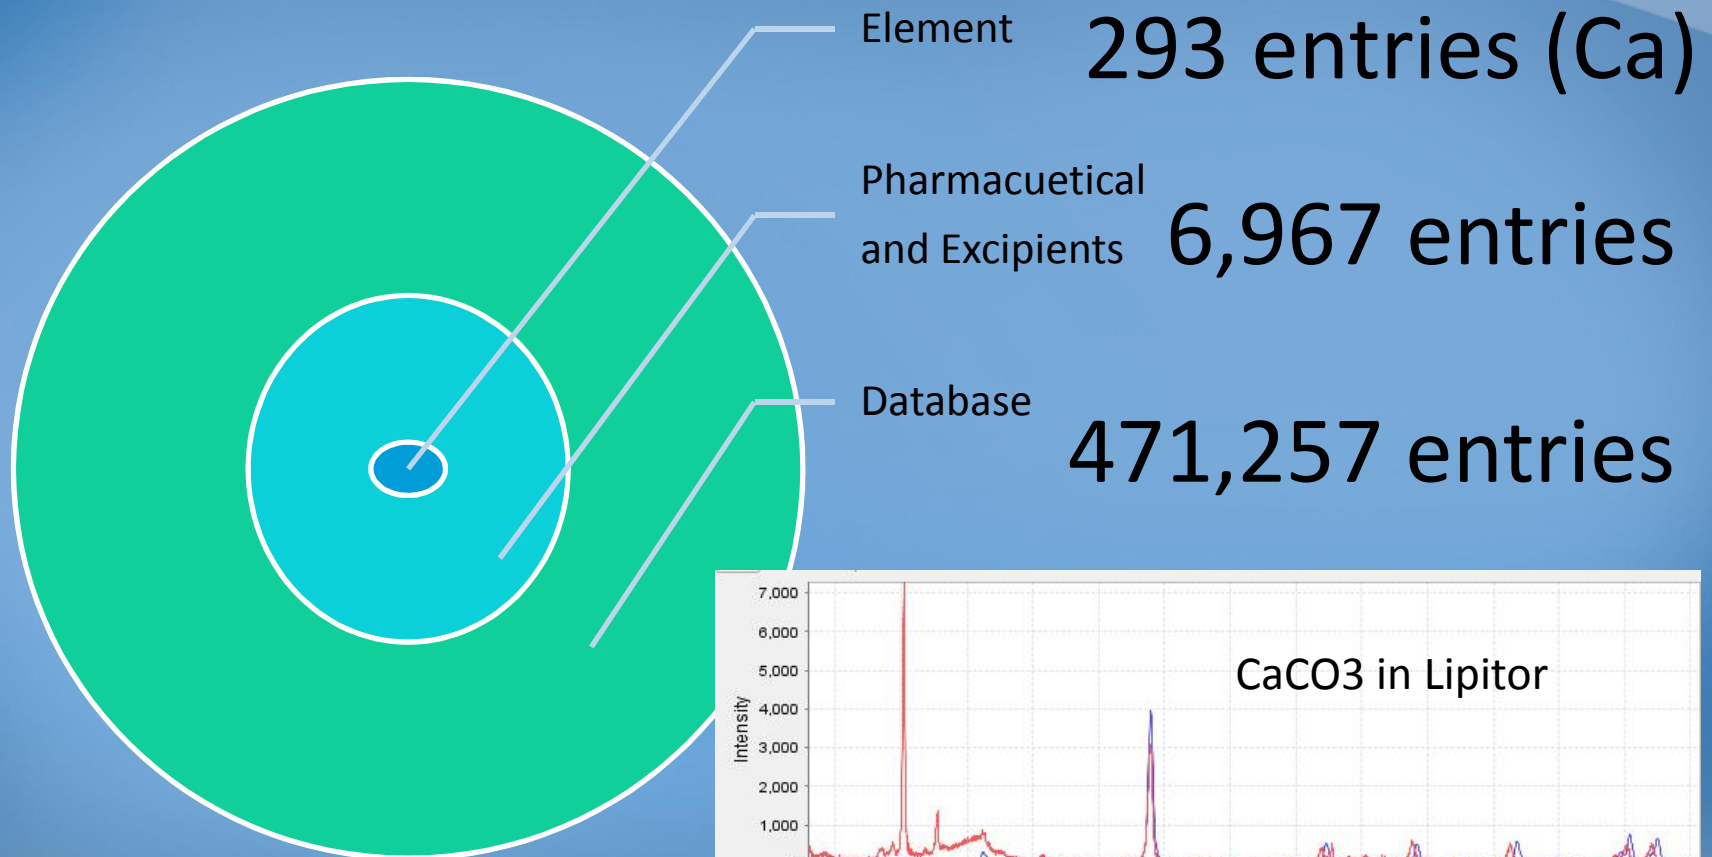 Element 293 entries (Ca)
Pharmacuetical
and Excipients 6,967 entries
Database
471,257 entries
7,000
6,000
5,000
4,000
3,000
2,000
1,000
Intensity
CaCO3 in Lipitor